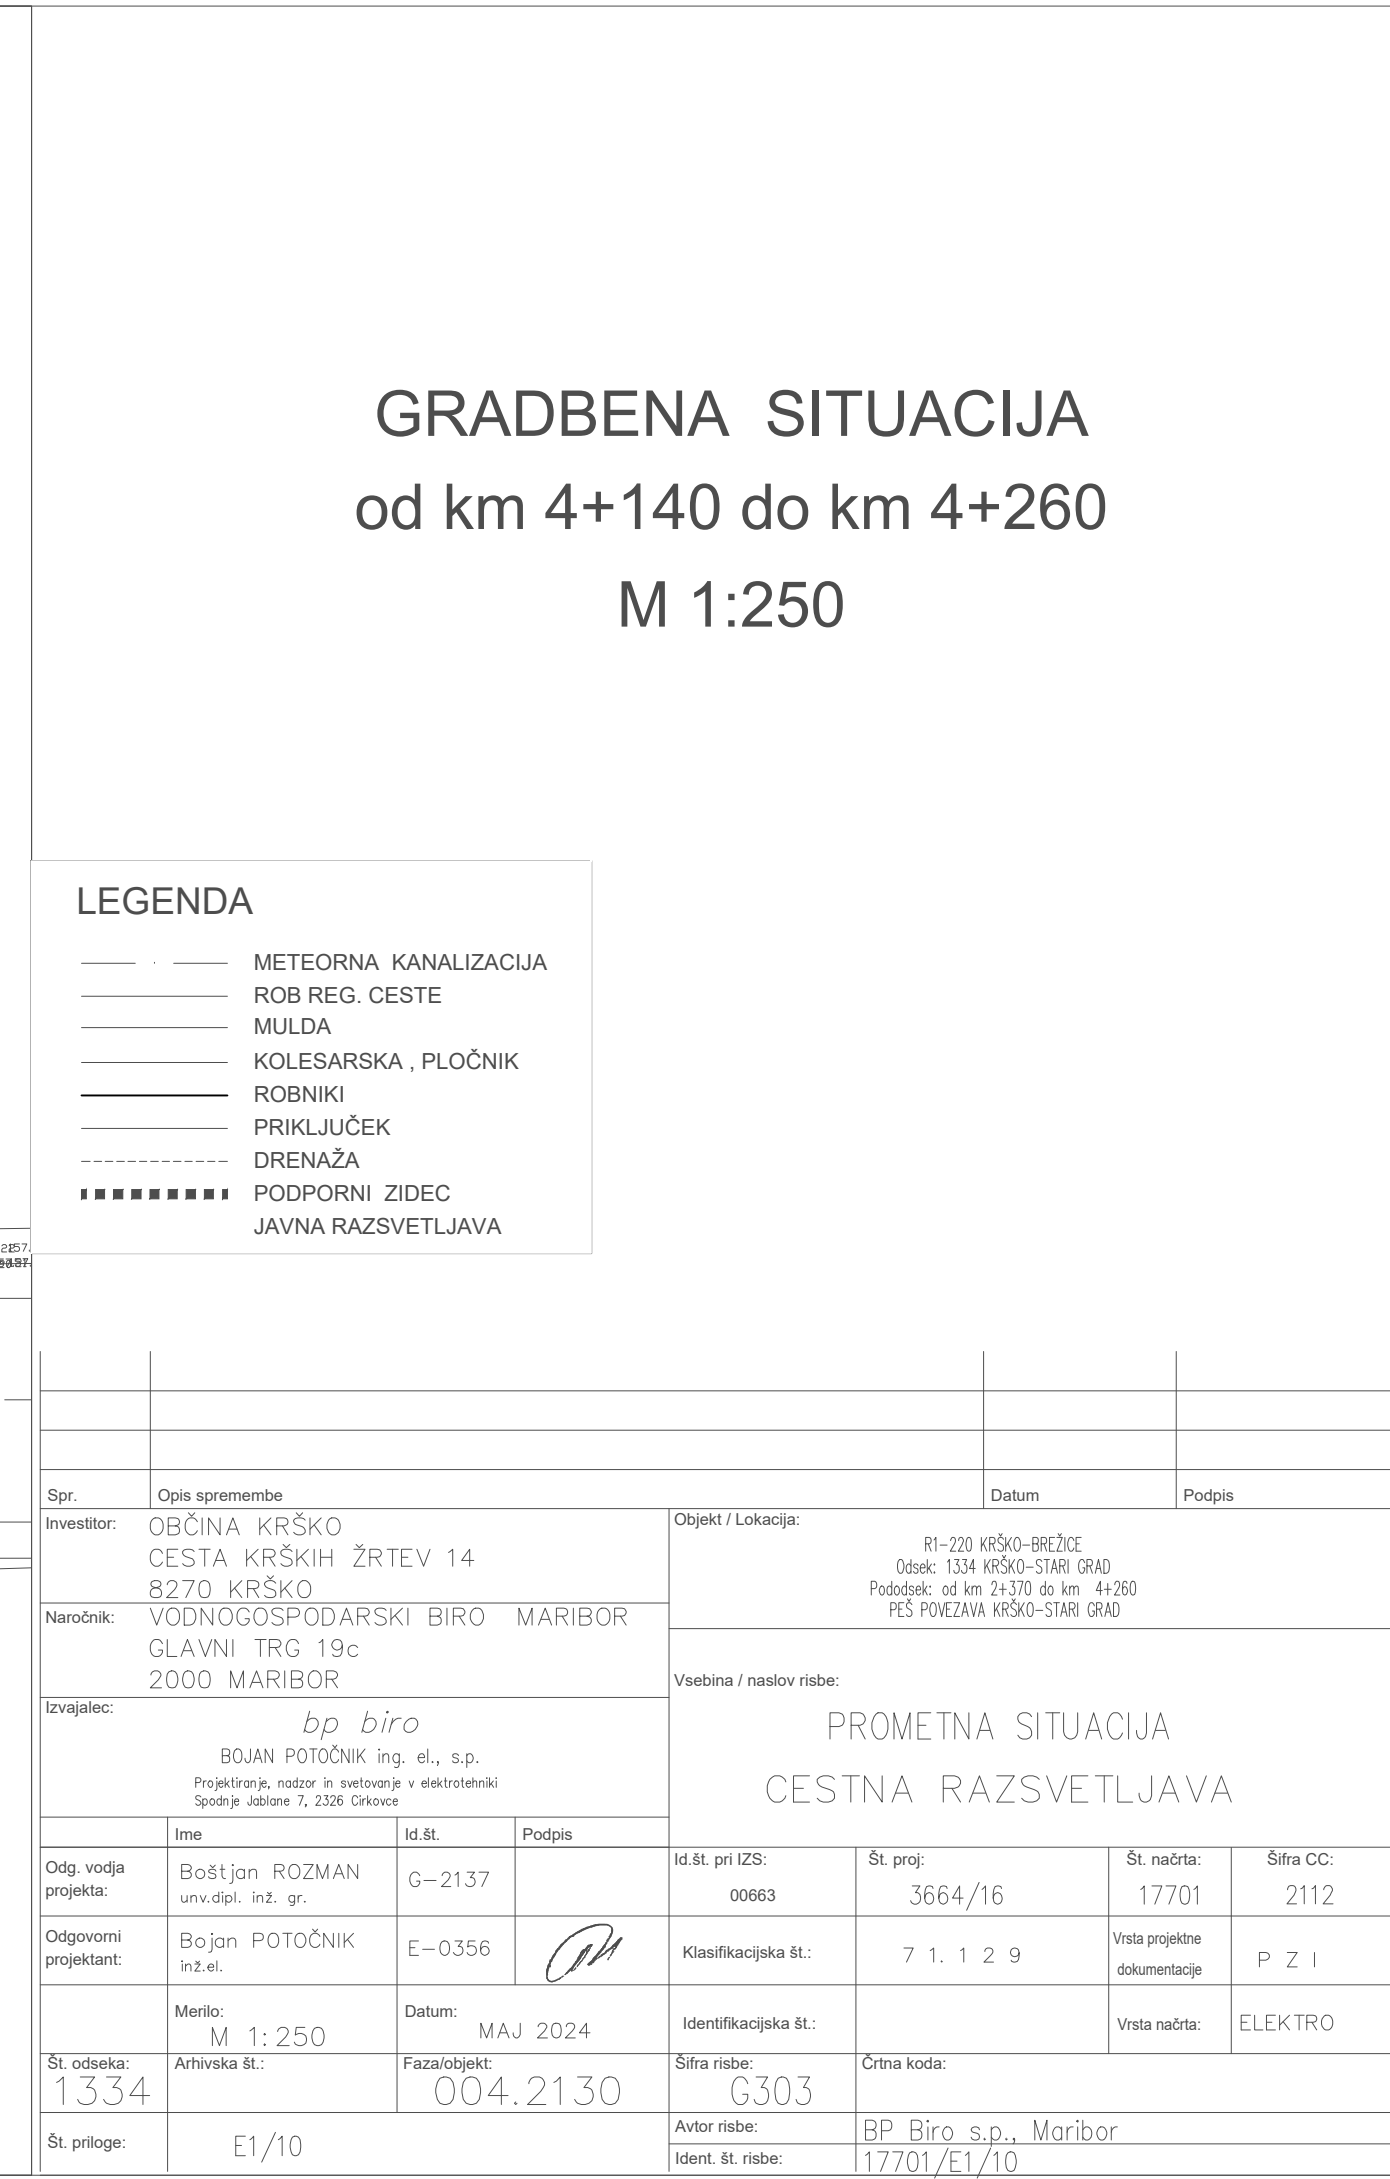 GRADBENA SITUACIJA
od km 4+140 do km 4+260
M 1:250
LEGENDA
METEORNA KANALIZACIJA
ROB REG. CESTE
MULDA
KOLESARSKA , PLOČNIK
ROBNIKI
PRIKLJUČEK
DRENAŽA
PODPORNI ZIDEC
JAVNA RAZSVETLJAVA
Spr. Opis spremembe Datum Podpis
Investitor: OBČINA KRŠKO
CESTA KRŠKIH ŽRTEV 14
8270 KRŠKO
Naročnik: VODNOGOSPODARSKI BIRO MARIBOR
GLAVNI TRG 19c
2000 MARIBOR
Izvajalec:
bp biro
BOJAN POTOČNIK ing. el., s.p.
Projektiranje, nadzor in svetovanje v elektrotehniki
Spodnje Jablane 7, 2326 Cirkovce
Objekt / Lokacija:
R1-220 KRŠKO-BREŽICE
Odsek: 1334 KRŠKO-STARI GRAD
Pododsek: od km 2+370 do km 4+260
PEŠ POVEZAVA KRŠKO-STARI GRAD
Vsebina / naslov risbe:
PROMETNA SITUACIJA
CESTNA RAZSVETLJAVA
Ime Id.št. Podpis
Odg. vodja
projekta:
Boštjan ROZMAN
unv.dipl. inž. gr.
G-2137
Id.št. pri IZS:
00663
Št. proj:
3664/16
Št. načrta:
17701
Šifra CC:
2112
Odgovorni
projektant:
Bojan POTOČNIK
inž.el.
E-0356
Klasifikacijska št.:
7 1. 1 2 9
Vrsta projektne
dokumentacije
P Z I
Merilo:
M 1:250
Datum:
MAJ 2024
Identifikacijska št.:
Vrsta načrta:
ELEKTRO
Št. odseka:
1334
Arhivska št.:
Faza/objekt:
004.2130
Šifra risbe:
G303
Črtna koda:
Št. priloge:
E1/10
Avtor risbe:
BP Biro s.p., Maribor
Ident. št. risbe:
17701/E1/10